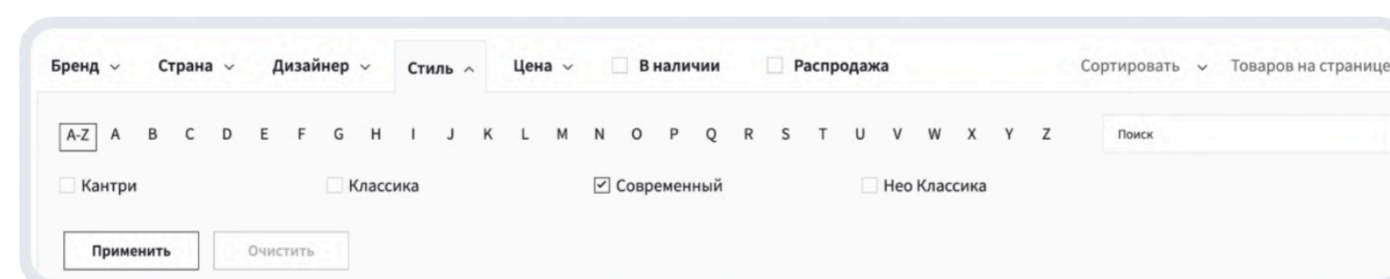 Бренд Страна Дизайнер Стиль Цена В наличии Распродажа Сортировать Товаров на странице
A-Z A B C D E F G H I J K L M N O P Q R S T U V W X Y Z Поиск
Кантри Классика Современный Нео Классика
Применить Очистить